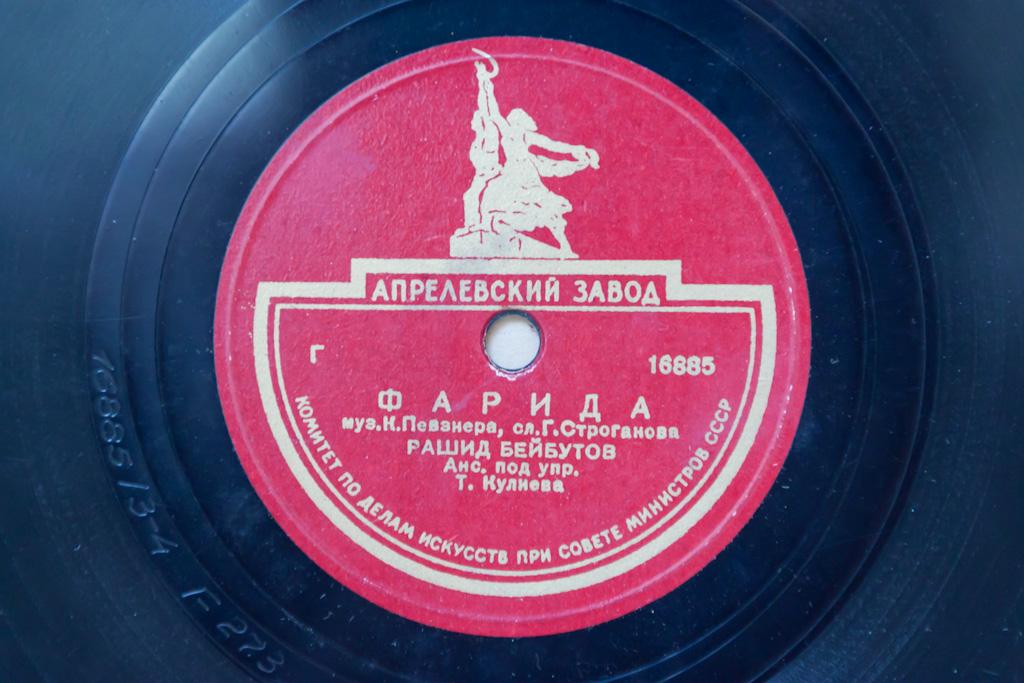 АПРЕЛЕВСКИЙ ЗАВОД
Г 16885
ФАРИДА
муз.К.Певзнера, сл.Г.Строганова
РАШИД БЕЙБУТОВ
Анс. под упр.
Т. Кулиева
КОМИТЕТ ПО ДЕЛАМ ИСКУССТВ ПРИ СОВЕТЕ МИНИСТРОВ СССР
16885/3-4 F 273